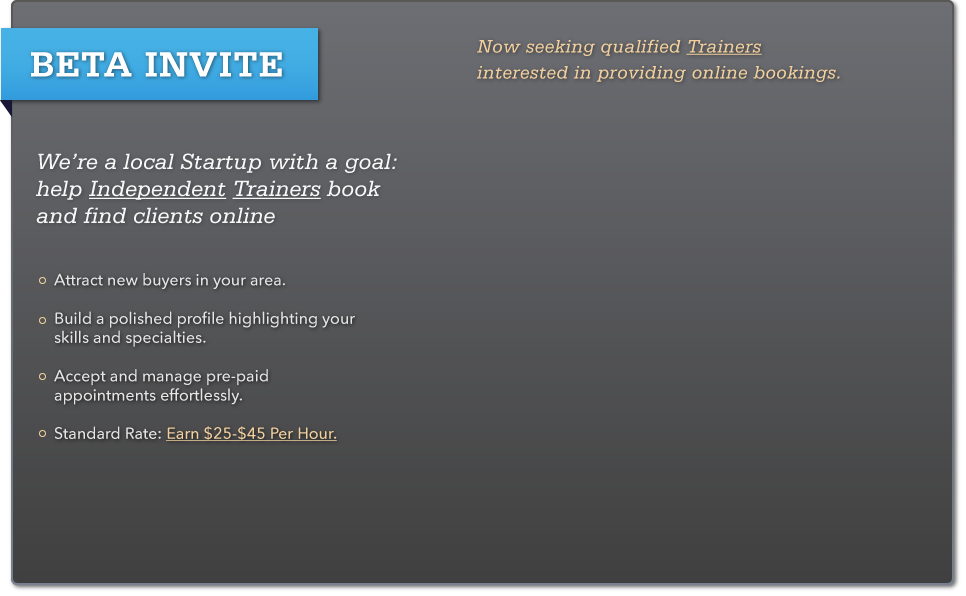 BETA INVITE
Now seeking qualified Trainers
interested in providing online bookings.
We're a local Startup with a goal:
help Independent Trainers book
and find clients online
Attract new buyers in your area.
Build a polished profile highlighting your
skills and specialties.
Accept and manage pre-paid
appointments effortlessly.
Standard Rate: Earn $25-$45 Per Hour.